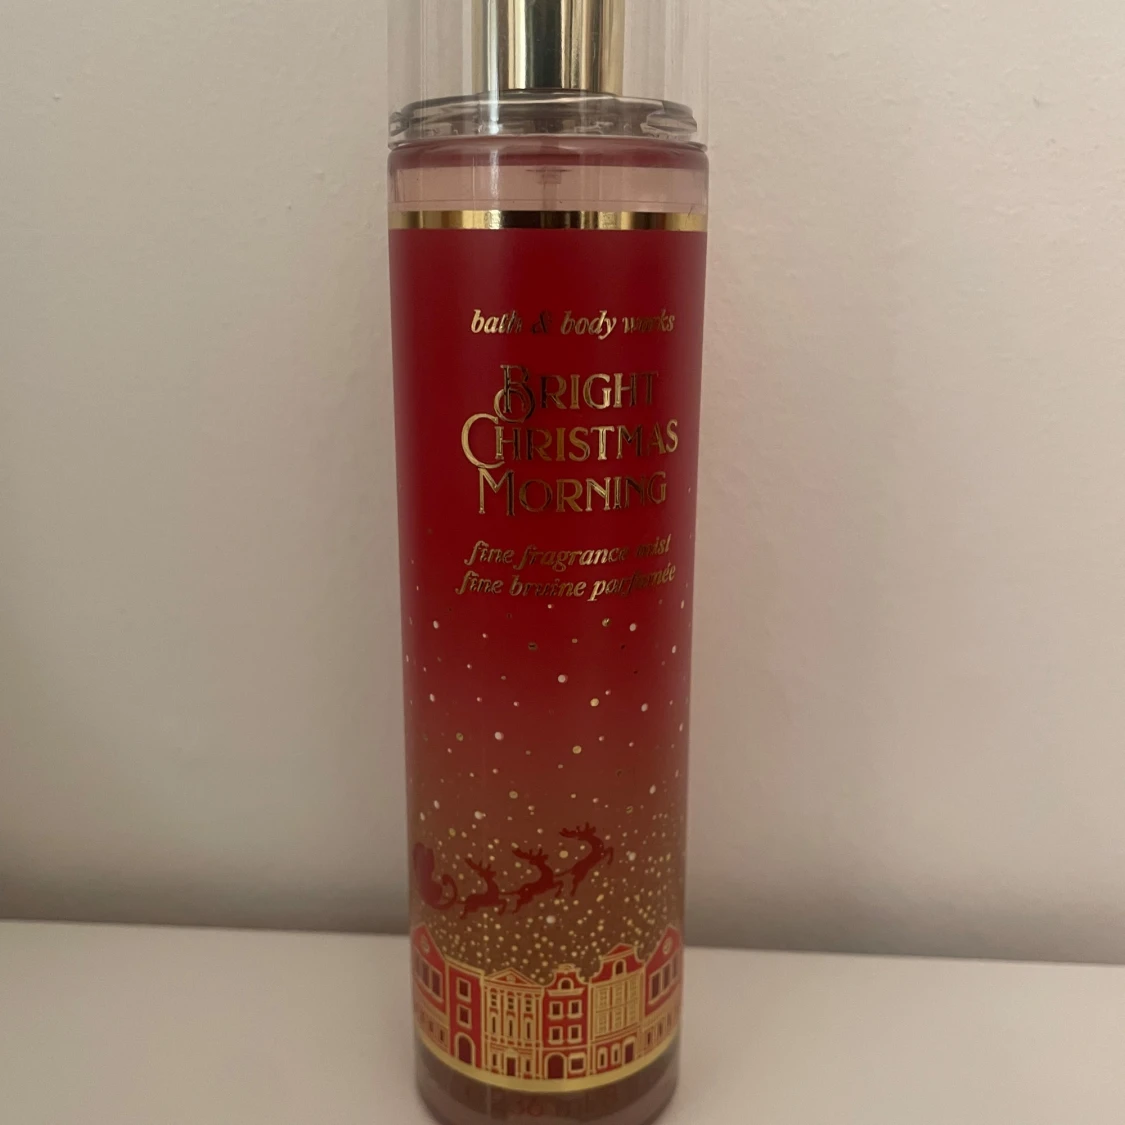 bath & body works
BRIGHT
CHRISTMAS
MORNING
fine fragrance mist
fine bruine parfumée